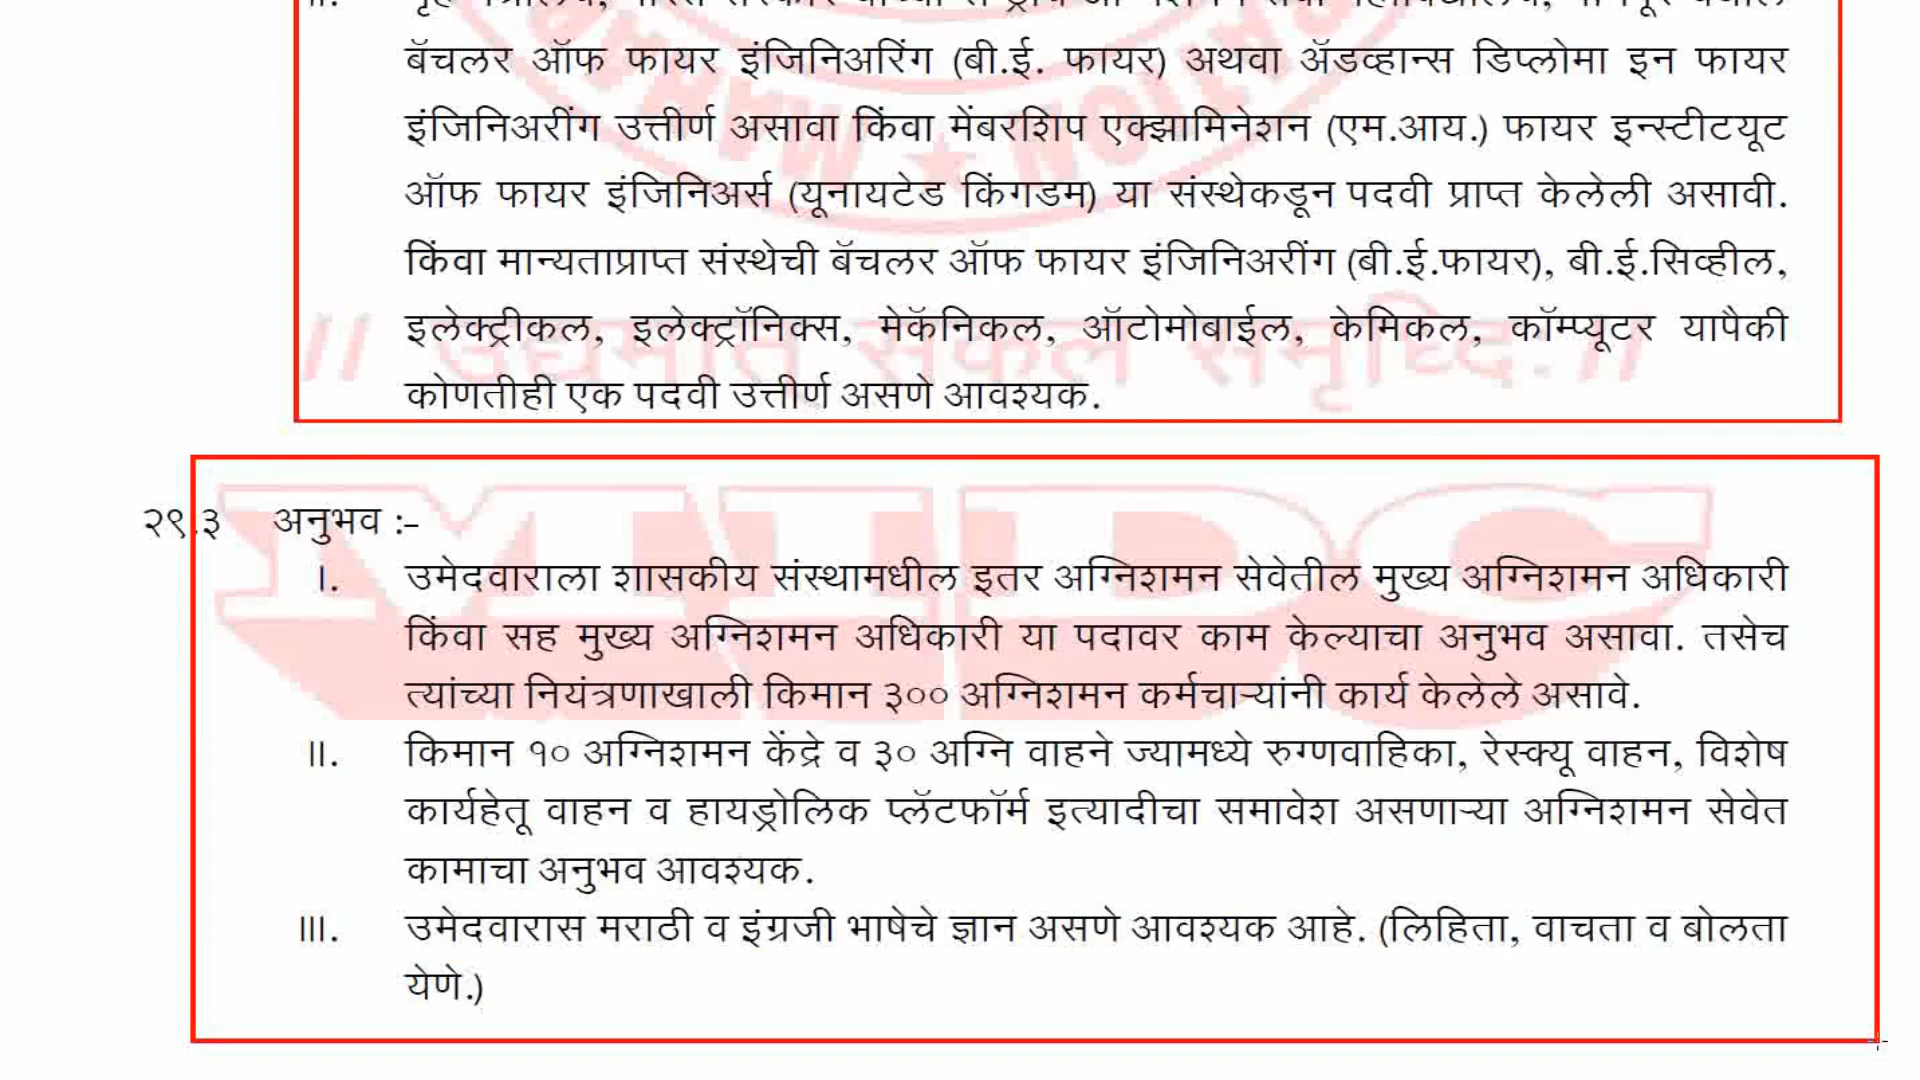 बॅचलर ऑफ फायर इंजिनिअरिंग (बी.ई. फायर) अथवा ॲडव्हान्स डिप्लोमा इन फायर
इंजिनिअरींग उत्तीर्ण असावा किंवा मेंबरशिप एक्झामिनेशन (एम.आय.) फायर इन्स्टीटयूट
ऑफ फायर इंजिनिअर्स (यूनायटेड किंगडम) या संस्थेकडून पदवी प्राप्त केलेली असावी.
किंवा मान्यताप्राप्त संस्थेची बॅचलर ऑफ फायर इंजिनिअरींग (बी.ई.फायर), बी.ई.सिव्हील,
इलेक्ट्रीकल, इलेक्ट्रॉनिक्स, मेकॅनिकल, ऑटोमोबाईल, केमिकल, कॉम्प्यूटर यापैकी
// उद्यमात् सकल समृध्दिः //
कोणतीही एक पदवी उत्तीर्ण असणे आवश्यक.
MIDC
२९.३ अनुभव :–
I. उमेदवाराला शासकीय संस्थामधील इतर अग्निशमन सेवेतील मुख्य अग्निशमन अधिकारी
किंवा सह मुख्य अग्निशमन अधिकारी या पदावर काम केल्याचा अनुभव असावा. तसेच
त्यांच्या नियंत्रणाखाली किमान ३०० अग्निशमन कर्मचाऱ्यांनी कार्य केलेले असावे.
II. किमान १० अग्निशमन केंद्रे व ३० अग्नि वाहने ज्यामध्ये रुग्णवाहिका, रेस्क्यू वाहन, विशेष
कार्यहेतू वाहन व हायड्रोलिक प्लॅटफॉर्म इत्यादीचा समावेश असणाऱ्या अग्निशमन सेवेत
कामाचा अनुभव आवश्यक.
III. उमेदवारास मराठी व इंग्रजी भाषेचे ज्ञान असणे आवश्यक आहे. (लिहिता, वाचता व बोलता
येणे.)